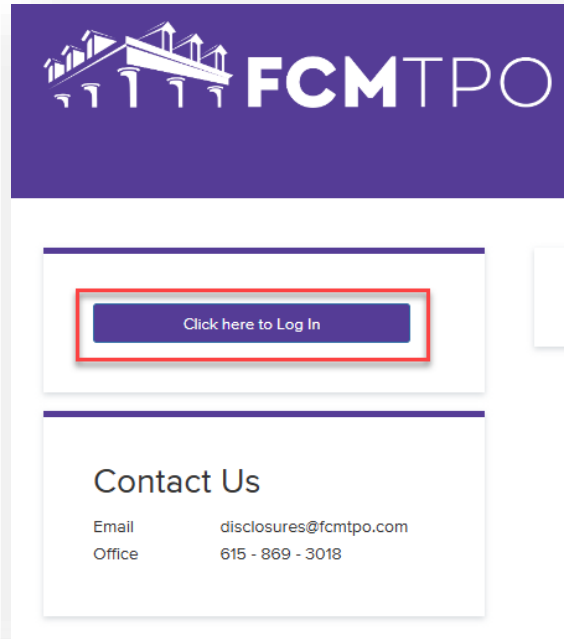 FCMTPO
Click here to Log In
Contact Us
Email disclosures@fcmtpo.com
Office 615 - 869 - 3018